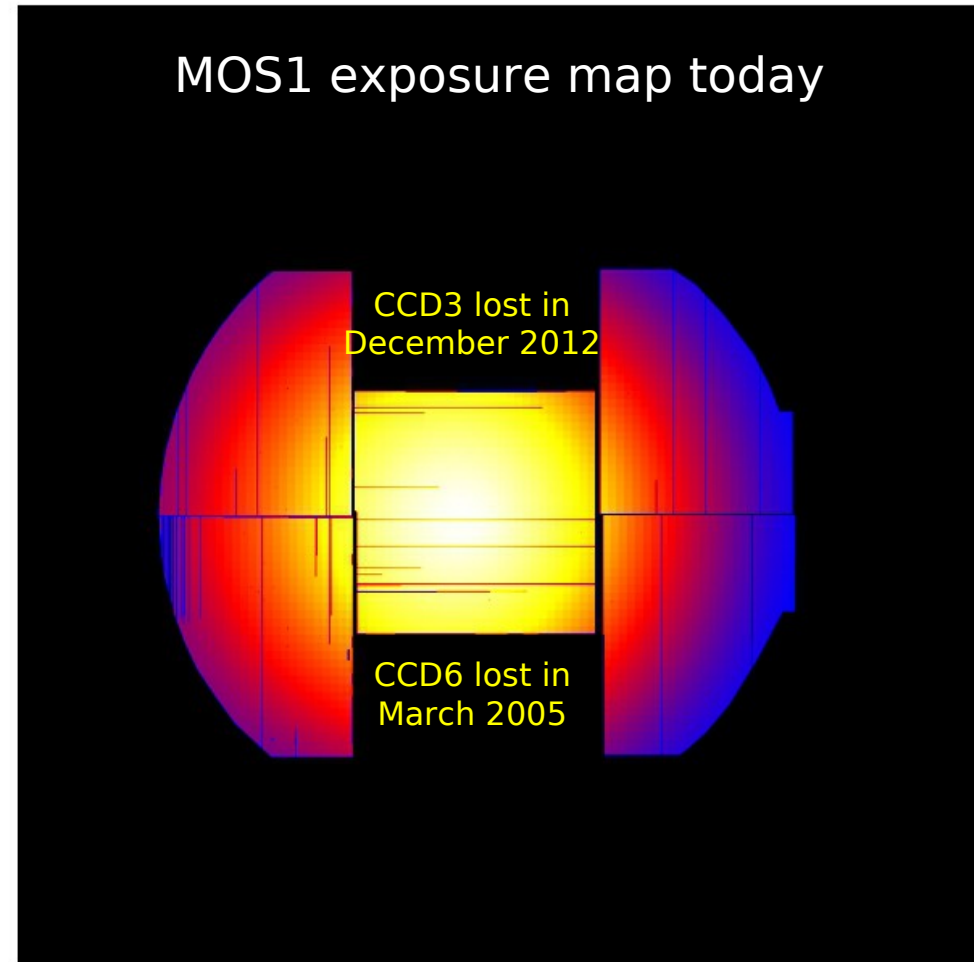 MOS1 exposure map today
CCD3 lost in
December 2012
CCD6 lost in
March 2005